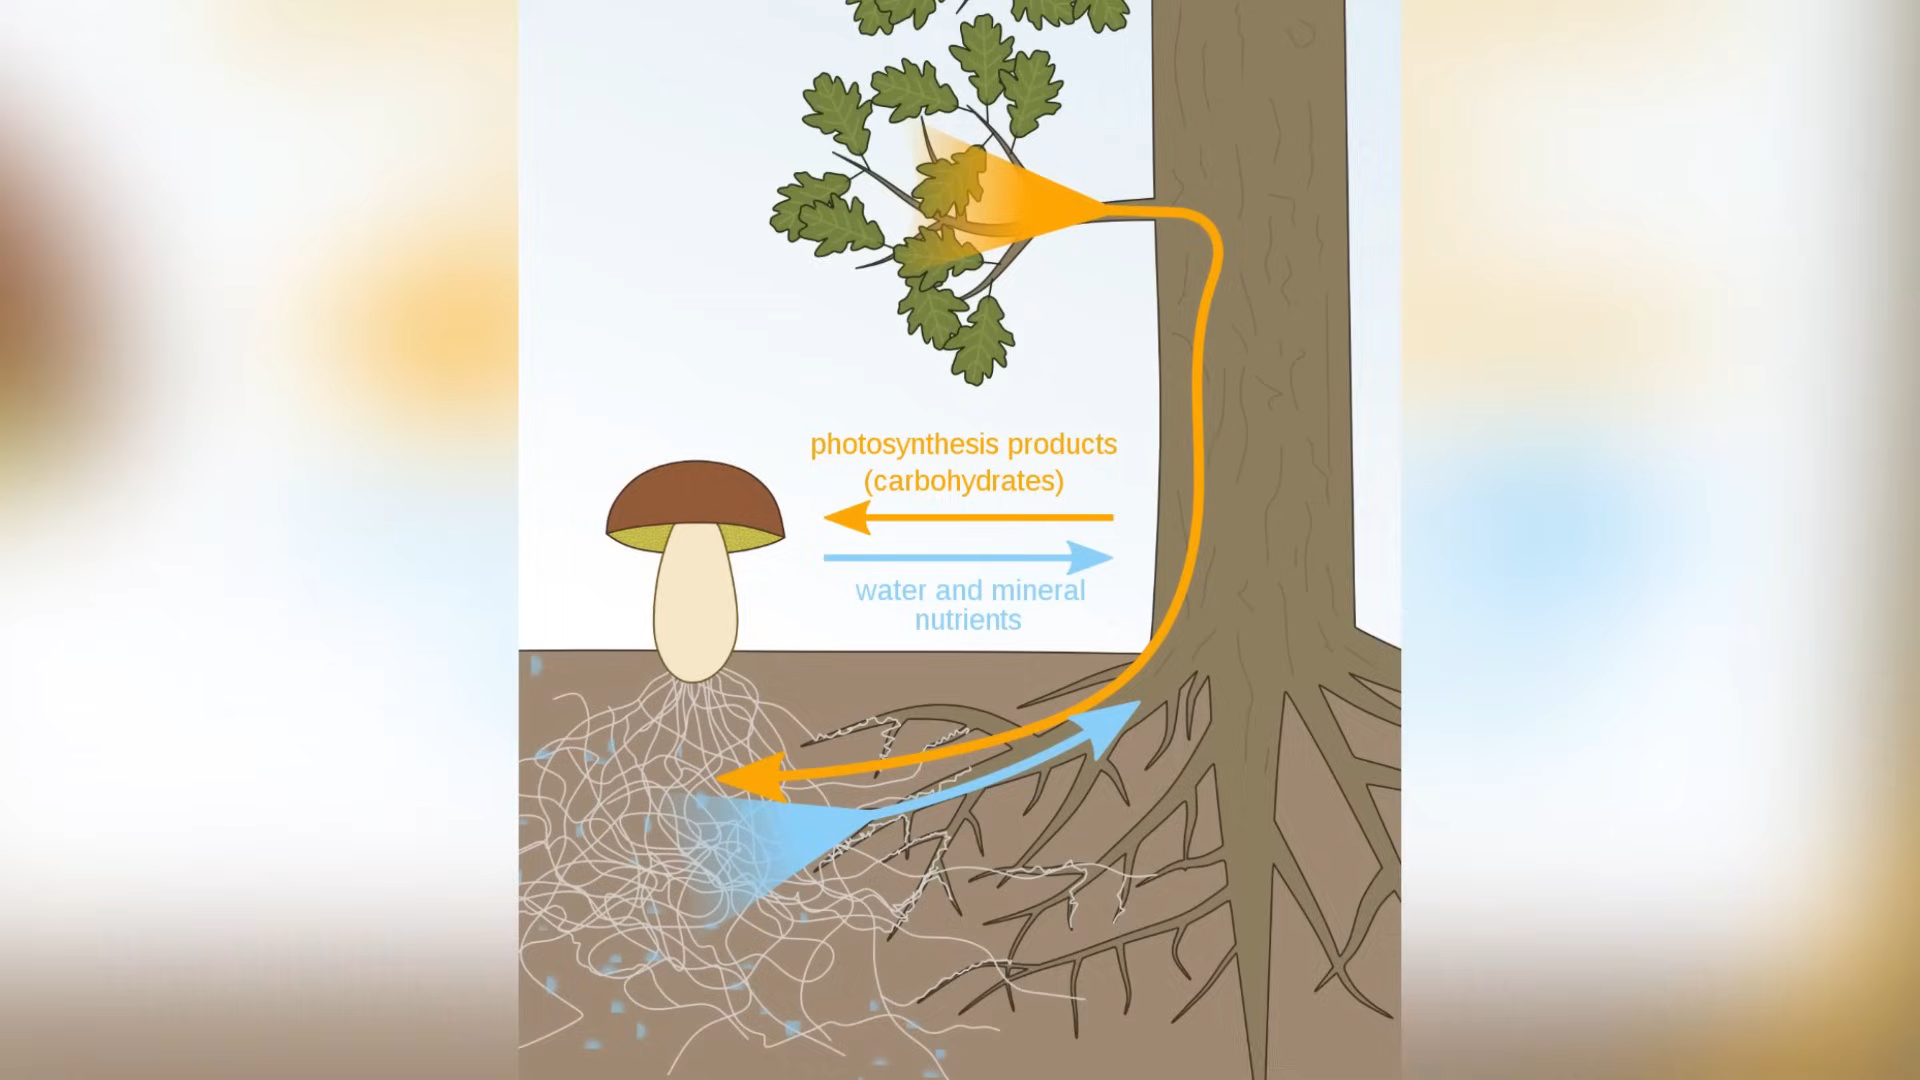 photosynthesis products
(carbohydrates)
water and mineral
nutrients